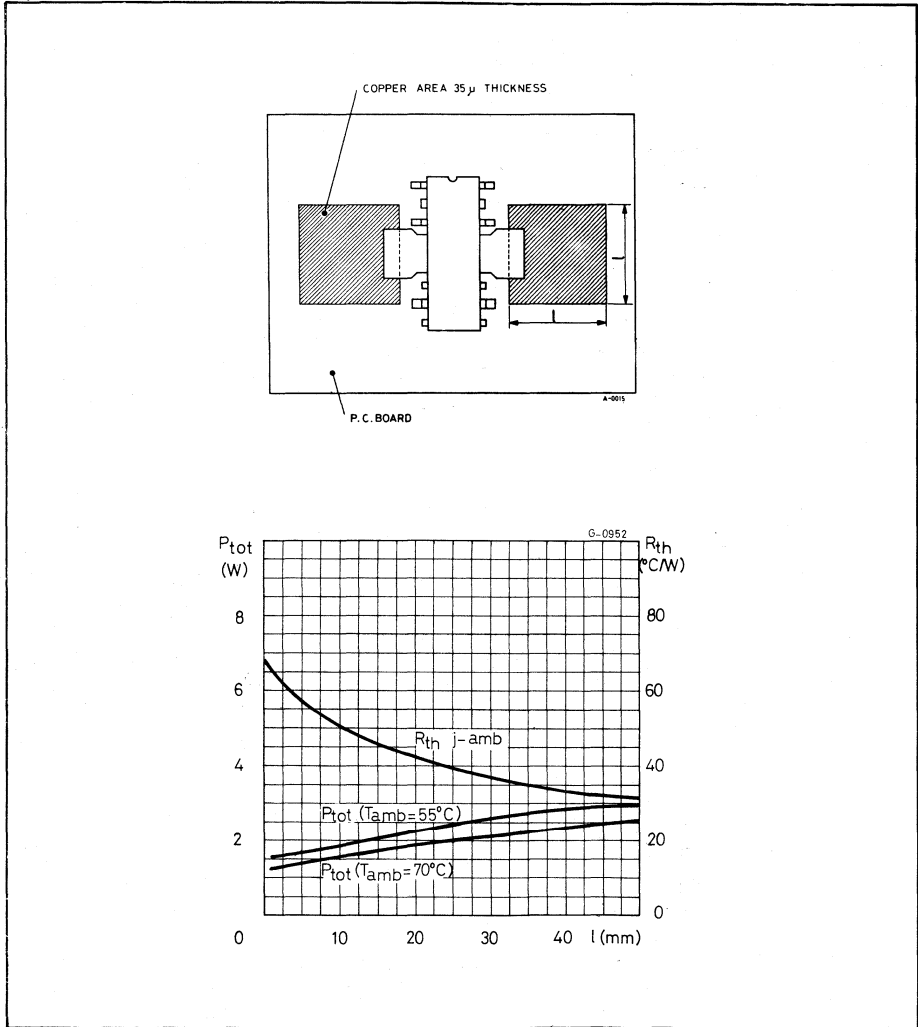 COPPER AREA 35µ THICKNESS
l
l
A-0015
P.C.BOARD
G-0952
Ptot
(W)
Rth
(°C/W)
8
80
6
60
Rth j-amb
4
40
Ptot (Tamb=55°C)
2
20
Ptot (Tamb=70°C)
0
0
10
20
30
40
l (mm)